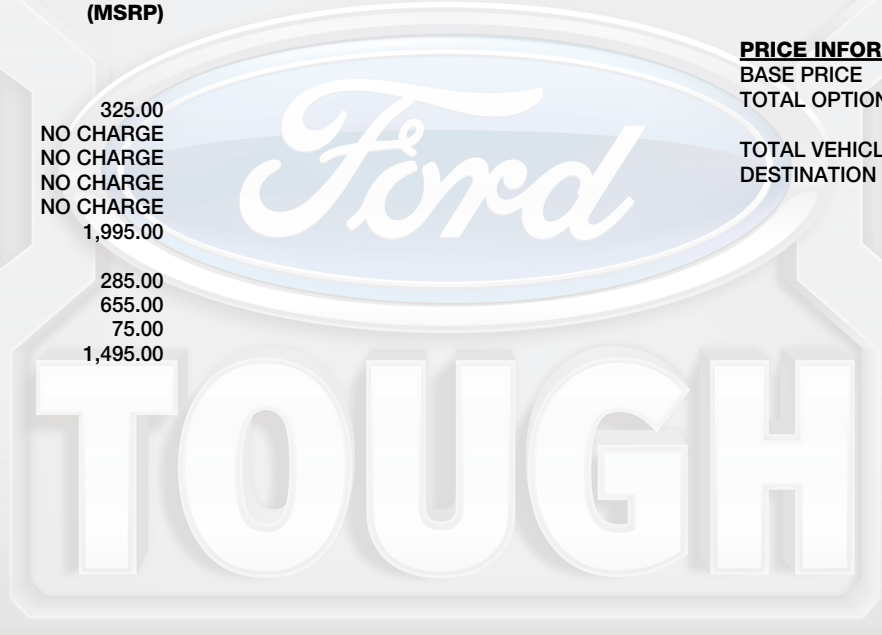 (MSRP)
325.00
NO CHARGE
NO CHARGE
NO CHARGE
NO CHARGE
1,995.00
285.00
655.00
75.00
1,495.00
PRICE INFOR
BASE PRICE
TOTAL OPTION
TOTAL VEHICL
DESTINATION
Ford
TOUGH